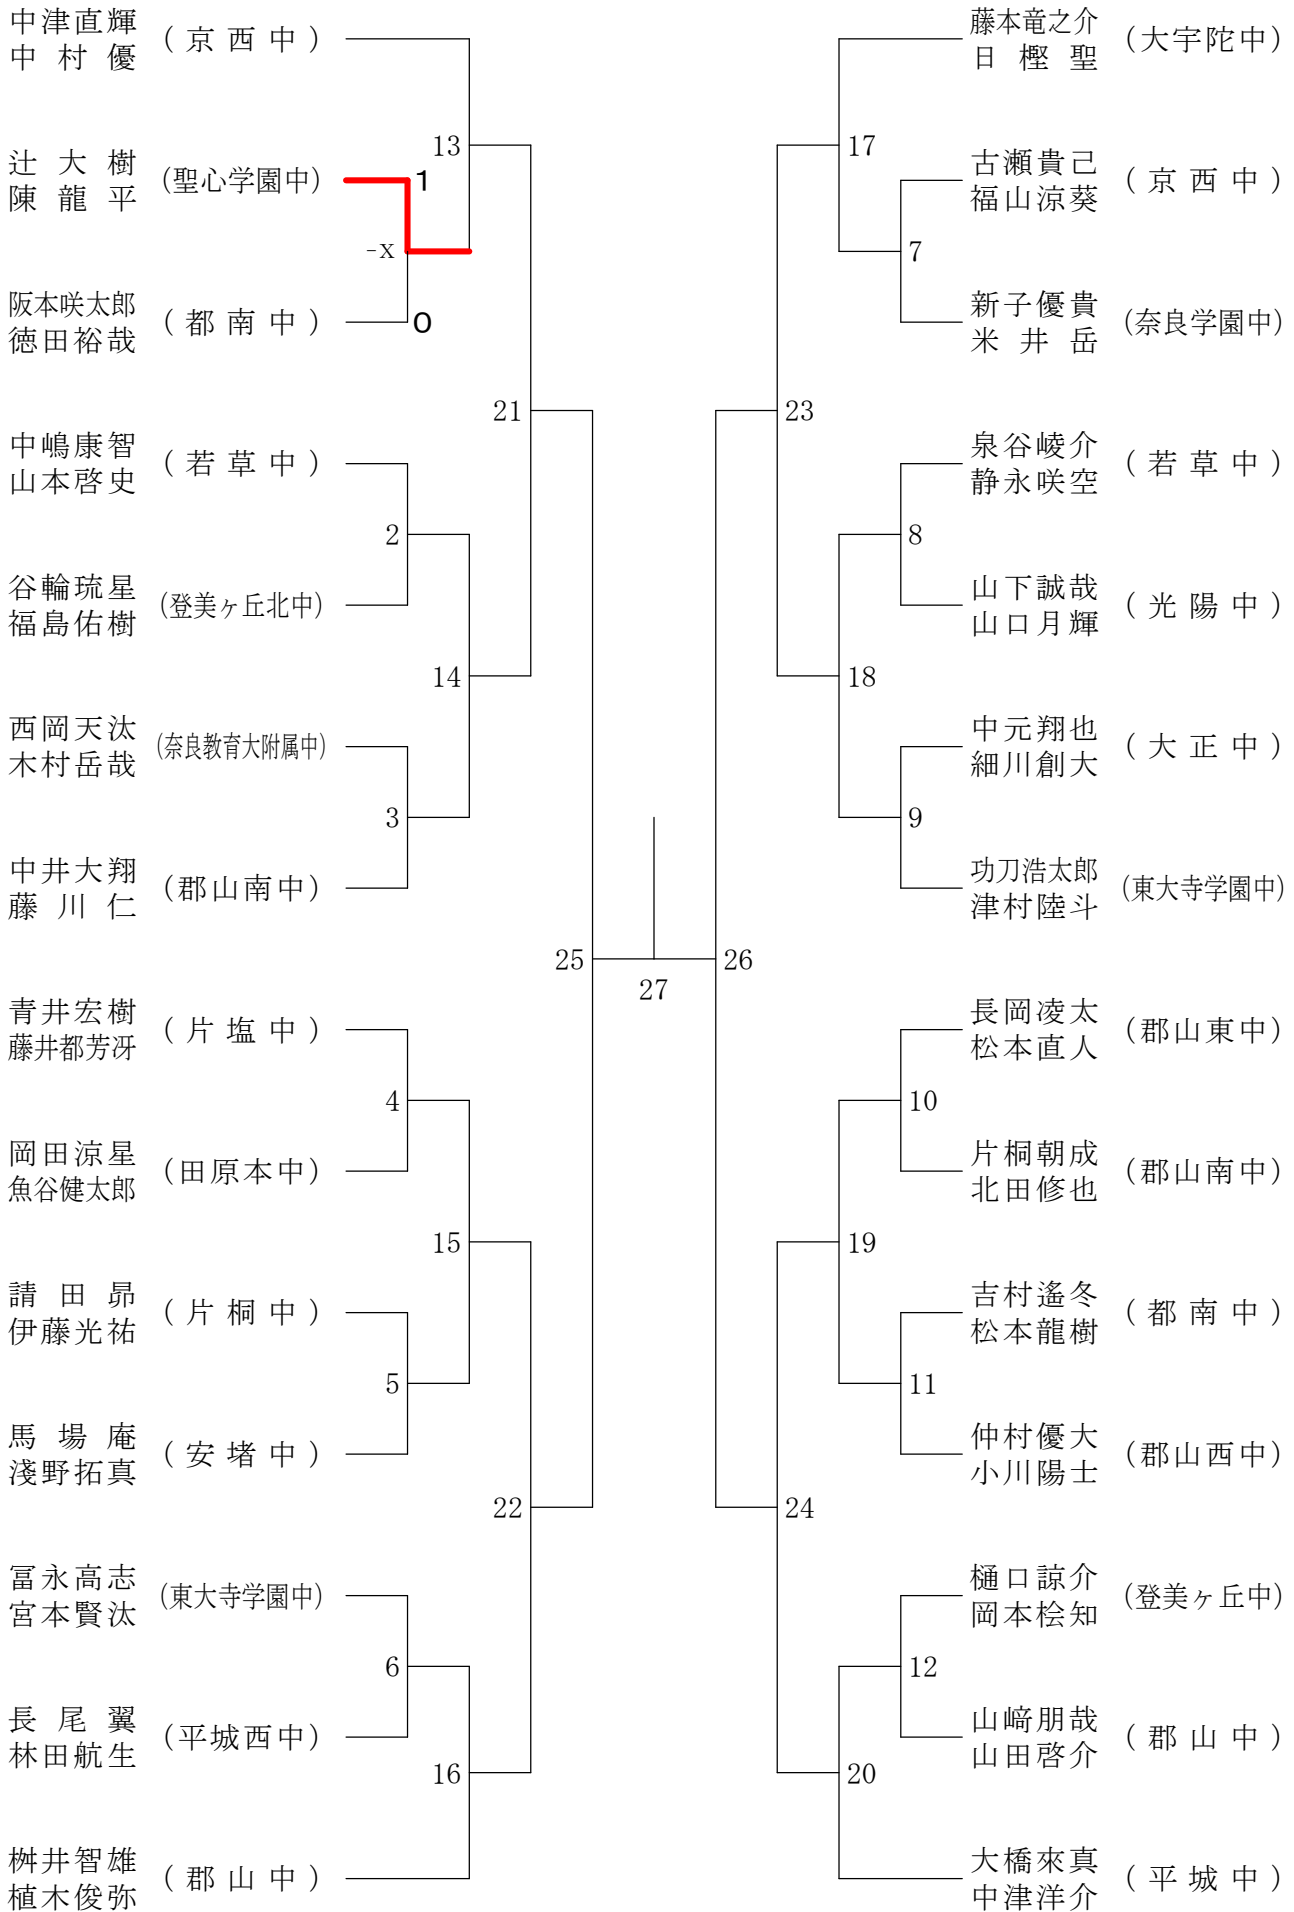 中津直輝
中村優
(京西中)
13
辻大樹
陳龍平
(聖心学園中)
1
-X
阪本咲太郎
徳田裕哉
(都南中)
0
21
中嶋康智
山本啓史
(若草中)
2
谷輪琉星
福島佑樹
(登美ヶ丘北中)
14
西岡天汰
木村岳哉
(奈良教育大附属中)
3
中井大翔
藤川仁
(郡山南中)
25
青井宏樹
藤井都芳冴
(片塩中)
4
岡田涼星
魚谷健太郎
(田原本中)
15
請田昴
伊藤光祐
(片桐中)
5
馬場庵
淺野拓真
(安堵中)
22
冨永高志
宮本賢汰
(東大寺学園中)
6
長尾翼
林田航生
(平城西中)
16
桝井智雄
植木俊弥
(郡山中)
27
藤本竜之介
日樫聖
(大宇陀中)
17
古瀬貴己
福山涼葵
(京西中)
7
新子優貴
米井岳
(奈良学園中)
23
泉谷崚介
静永咲空
(若草中)
8
山下誠哉
山口月輝
(光陽中)
18
中元翔也
細川創大
(大正中)
9
功刀浩太郎
津村陸斗
(東大寺学園中)
26
長岡凌太
松本直人
(郡山東中)
10
片桐朝成
北田修也
(郡山南中)
19
吉村遙冬
松本龍樹
(都南中)
11
仲村優大
小川陽士
(郡山西中)
24
樋口諒介
岡本桧知
(登美ヶ丘中)
12
山﨑朋哉
山田啓介
(郡山中)
20
大橋來真
中津洋介
(平城中)